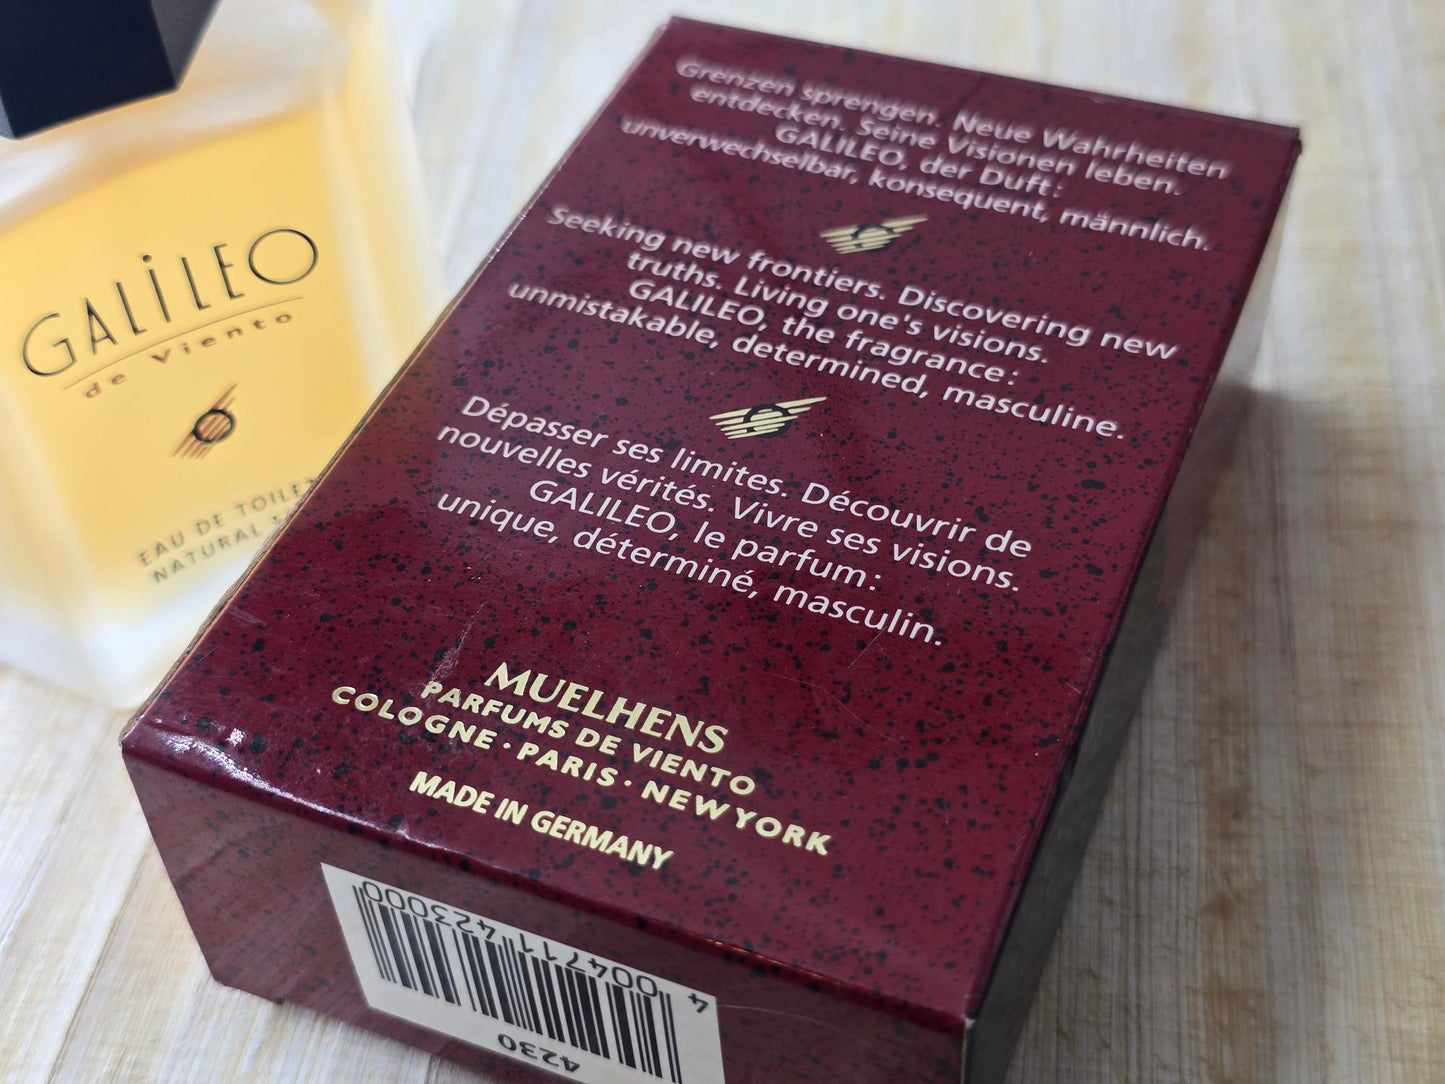 GALiLEO
de Viento
EAU DE
NATURAL
Grenzen sprengen. Neue Wahrheiten
entdecken. Seine Visionen leben.
GALILEO, der Duft:
unverwechselbar, konsequent, männlich.
Seeking new frontiers. Discovering new
truths. Living one's visions.
GALILEO, the fragrance:
unmistakable, determined, masculine.
Dépasser ses limites. Découvrir de
nouvelles vérités. Vivre ses visions.
GALILEO, le parfum:
unique, déterminé, masculin.
MUELHENS
PARFUMS DE VIENTO
COLOGNE · PARIS · NEW YORK
MADE IN GERMANY
4 004711 423000
4230